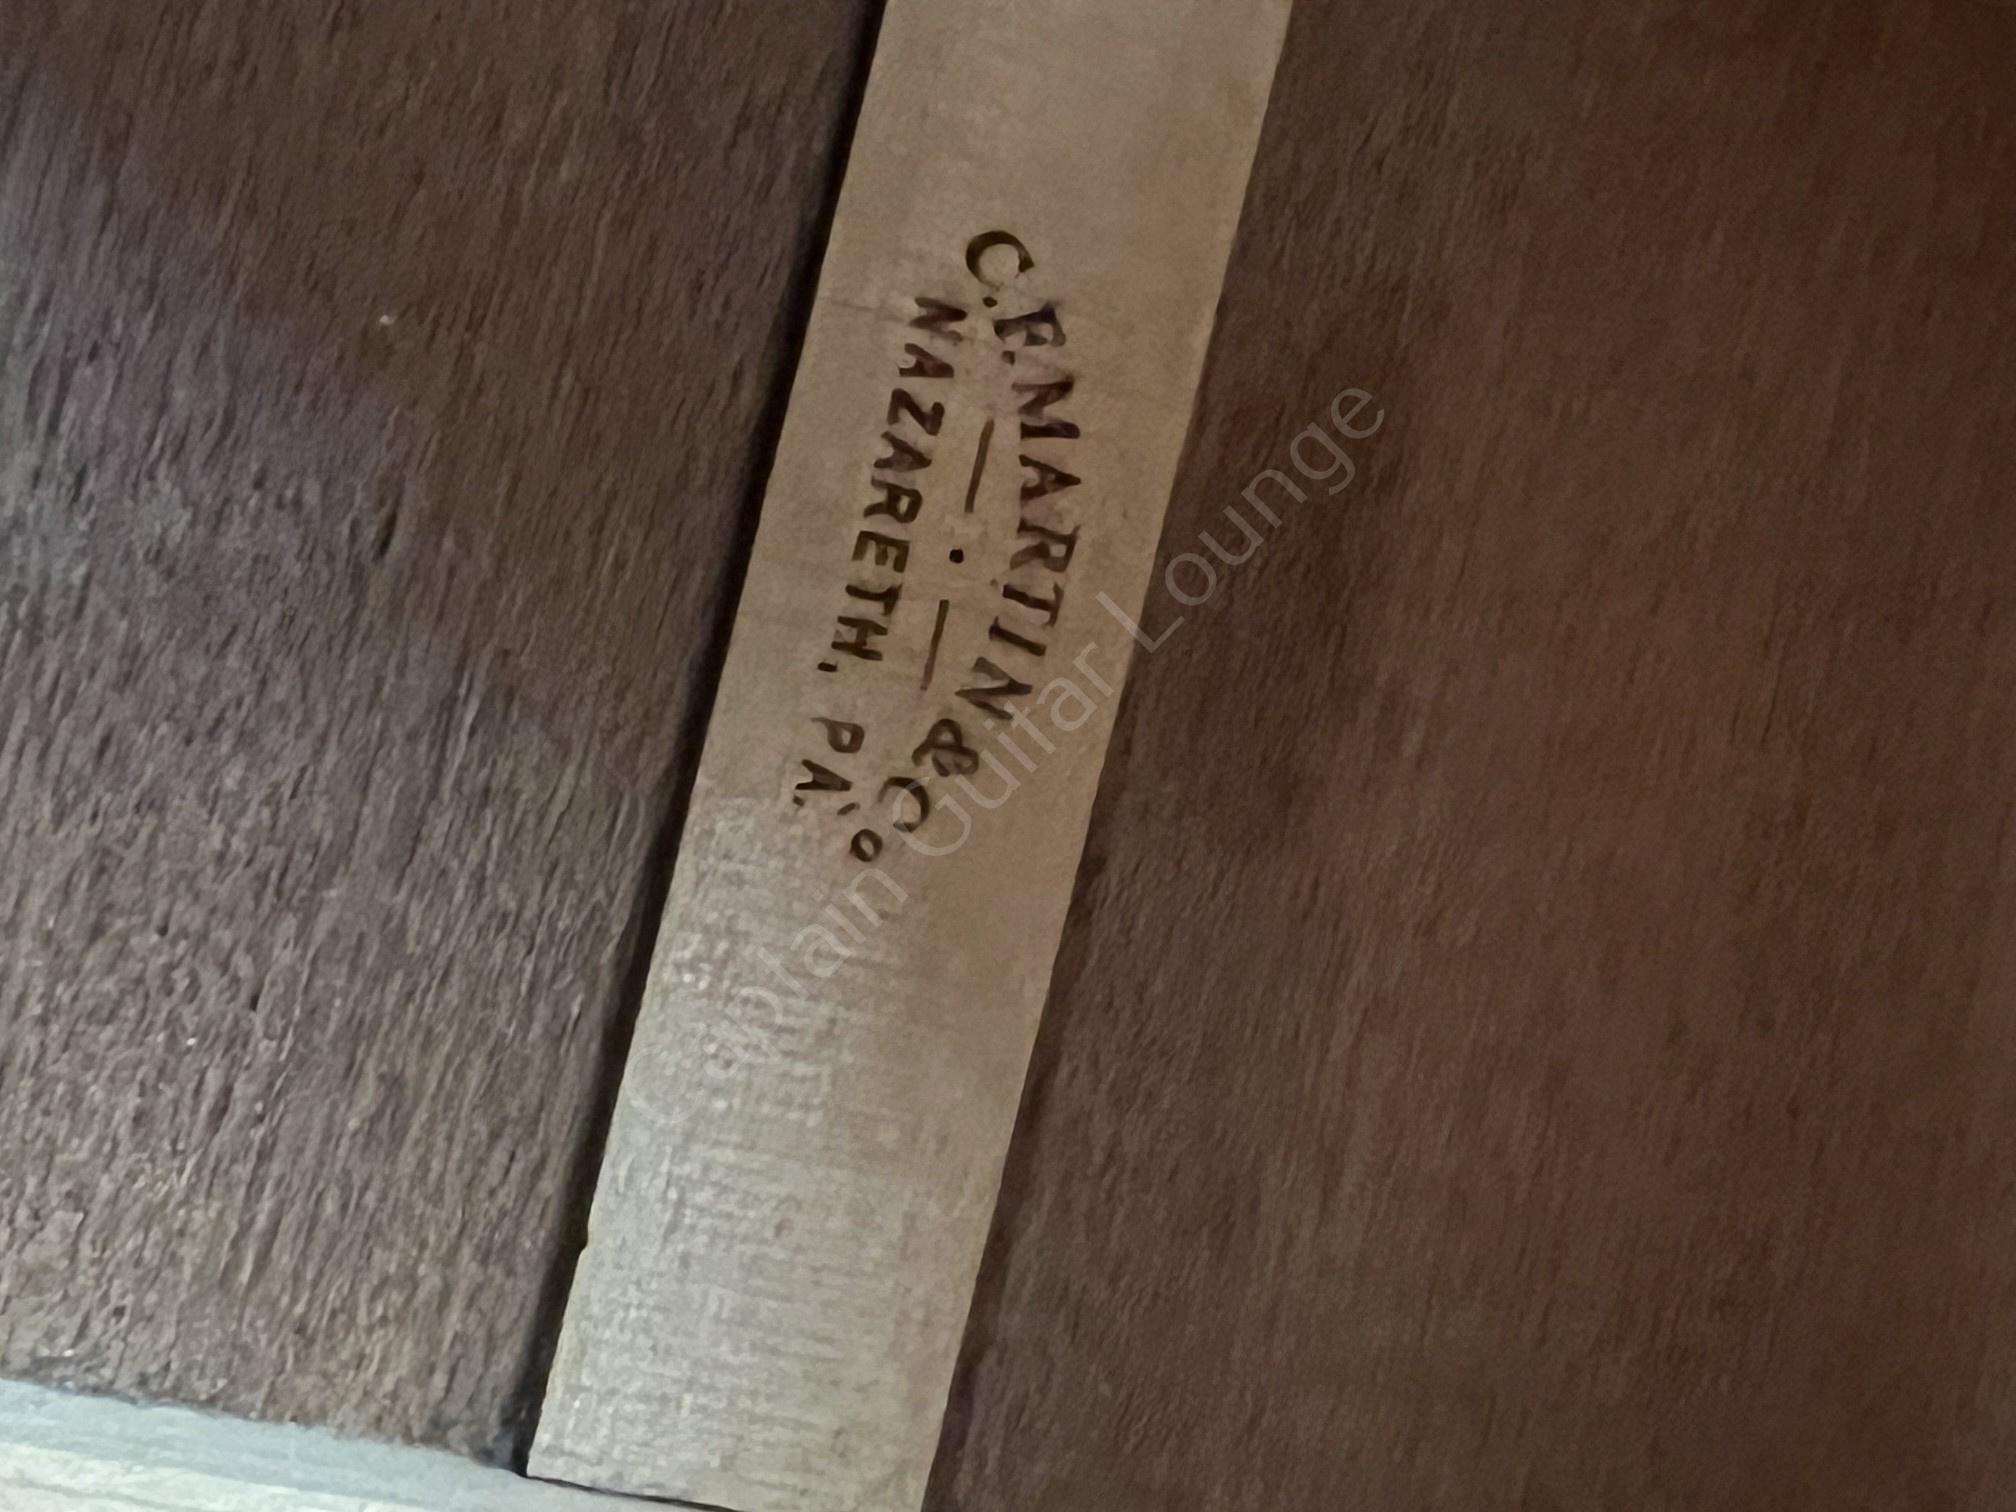 C. F. MARTIN & Co.
— · —
NAZARETH, PA.
©Captain Guitar Lounge